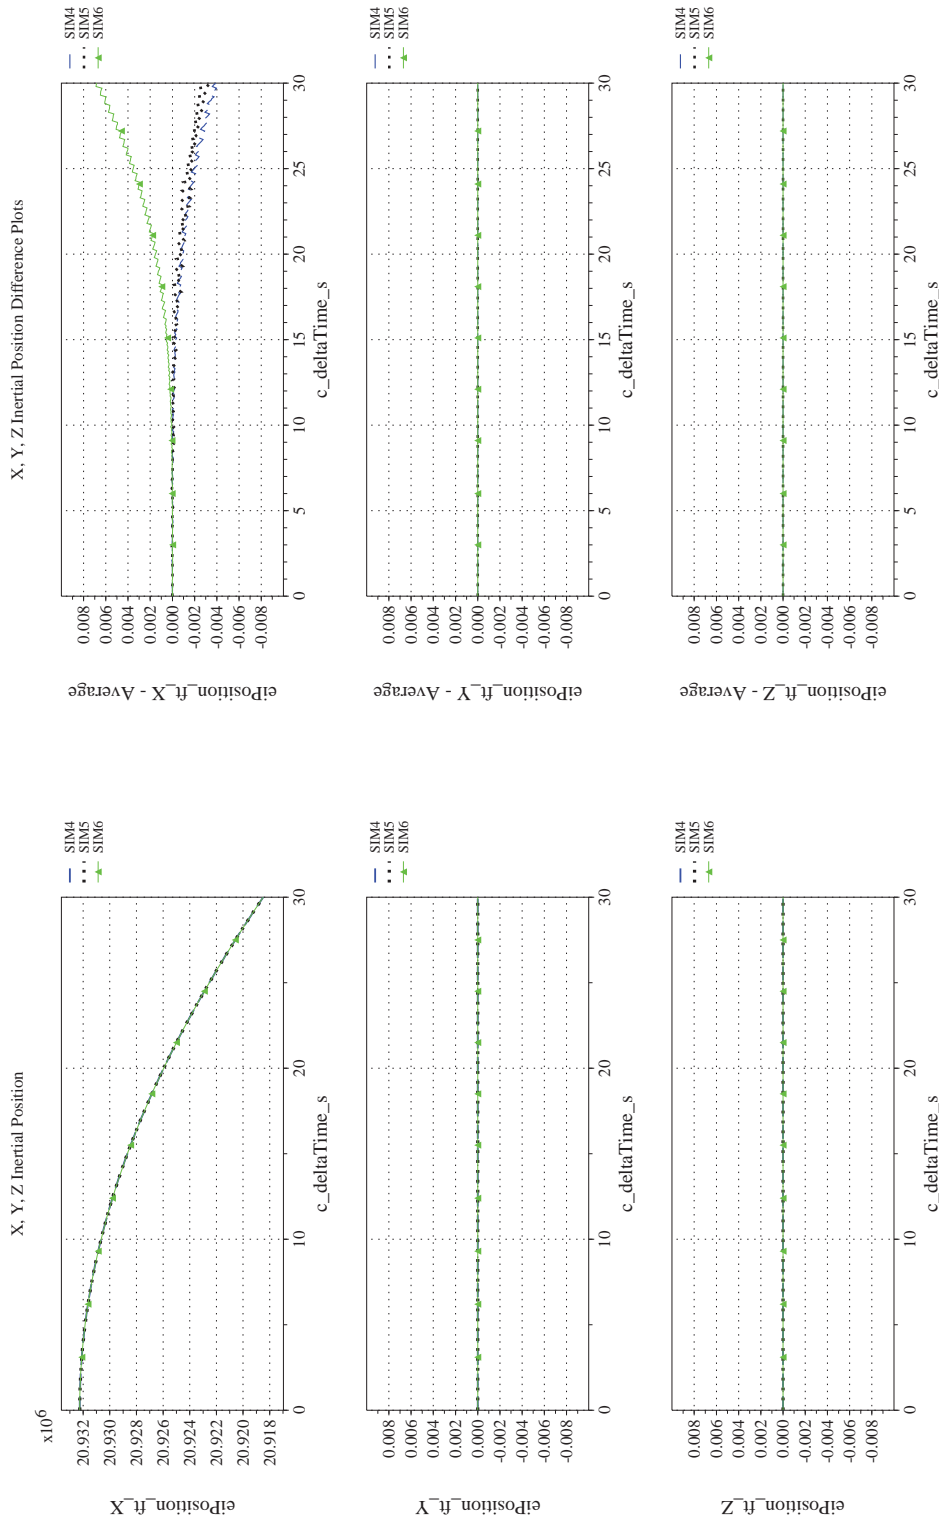 X, Y, Z Inertial Position
x10⁶
20.932
20.930
20.928
20.926
20.924
20.922
20.920
20.918
eiPosition_ft_X
0
10
20
30
c_deltaTime_s
SIM4
SIM5
SIM6
X, Y, Z Inertial Position Difference Plots
0.008
0.006
0.004
0.002
0.000
-0.002
-0.004
-0.006
-0.008
eiPosition_ft_X - Average
0
5
10
15
20
25
30
c_deltaTime_s
SIM4
SIM5
SIM6
0.008
0.006
0.004
0.002
0.000
-0.002
-0.004
-0.006
-0.008
eiPosition_ft_Y
0
10
20
30
c_deltaTime_s
SIM4
SIM5
SIM6
0.008
0.006
0.004
0.002
0.000
-0.002
-0.004
-0.006
-0.008
eiPosition_ft_Y - Average
0
5
10
15
20
25
30
c_deltaTime_s
SIM4
SIM5
SIM6
0.008
0.006
0.004
0.002
0.000
-0.002
-0.004
-0.006
-0.008
eiPosition_ft_Z
0
10
20
30
c_deltaTime_s
SIM4
SIM5
SIM6
0.008
0.006
0.004
0.002
0.000
-0.002
-0.004
-0.006
-0.008
eiPosition_ft_Z - Average
0
5
10
15
20
25
30
c_deltaTime_s
SIM4
SIM5
SIM6